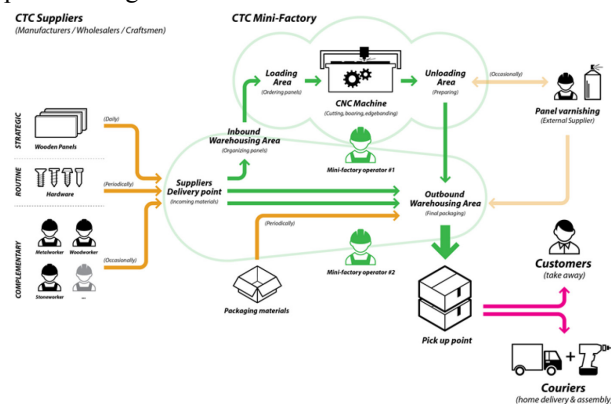 CTC Suppliers
(Manufacturers / Wholesalers / Craftsmen)
CTC Mini-Factory
Loading
Area
(Ordering panels)
CNC Machine
(Cutting, boaring, edgebanding)
Unloading
Area
(Preparing)
(Occasionally)
Panel varnishing
(External Supplier)
STRATEGIC
Wooden Panels
(Daily)
Inbound
Warehousing Area
(Organizing panels)
Mini-factory operator #1
ROUTINE
Hardware
(Periodically)
Suppliers
Delivery point
(Incoming materials)
Outbound
Warehousing Area
(Final packaging)
COMPLEMENTARY
Metalworker
Woodworker
Stoneworker
...
(Occasionally)
(Periodically)
Mini-factory operator #2
Packaging materials
Pick up point
Customers
(take away)
+
Couriers
(home delivery & assembly)